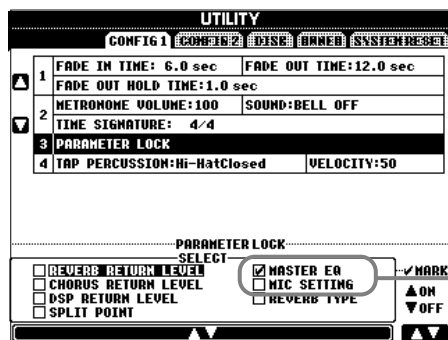 UTILITY
CONFIG 1 CONFIG 2 DISK OWNER SYSTEM RESET
1 FADE IN TIME: 6.0 sec FADE OUT TIME:12.0 sec
FADE OUT HOLD TIME:1.0 sec
2 METRONOME VOLUME:100 SOUND:BELL OFF
TIME SIGNATURE: 4/4
3 PARAMETER LOCK
4 TAP PERCUSSION:Hi-HatClosed VELOCITY:50
PARAMETER LOCK
SELECT
REVERB RETURN LEVEL MASTER EQ MARK
CHORUS RETURN LEVEL MIC SETTING ON
DSP RETURN LEVEL REVERB TYPE OFF
SPLIT POINT